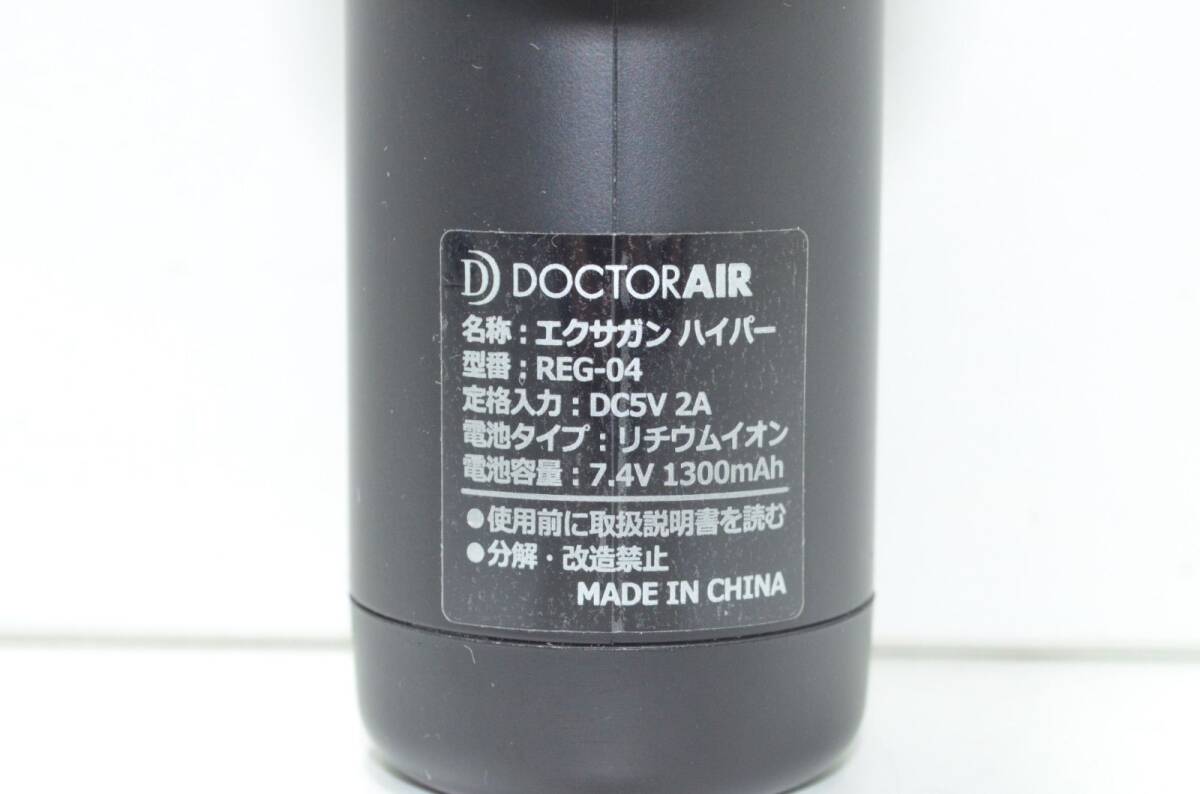 DOCTORAIR
名称：エクサガン ハイパー
型番：REG-04
定格入力：DC5V 2A
電池タイプ：リチウムイオン
電池容量：7.4V 1300mAh
●使用前に取扱説明書を読む
●分解・改造禁止
MADE IN CHINA